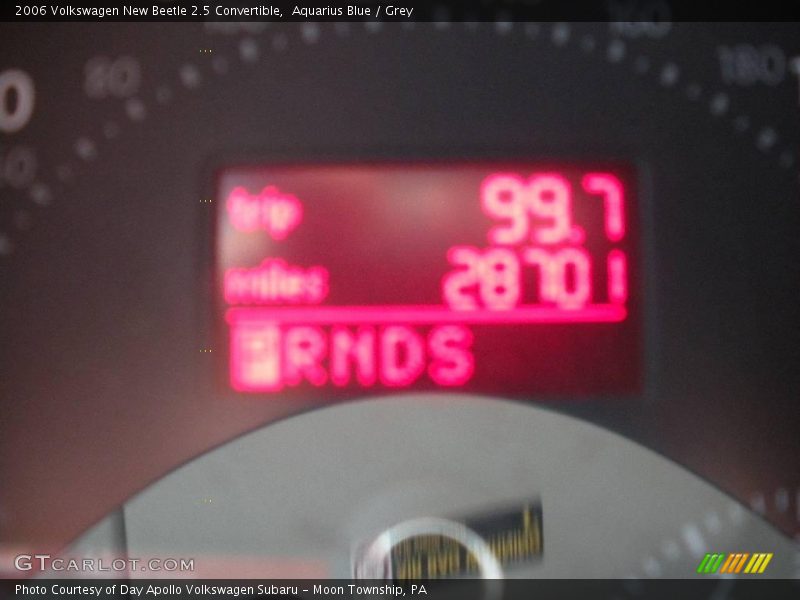 2006 Volkswagen New Beetle 2.5 Convertible, Aquarius Blue / Grey
80
180
trip 99.7
miles 28701
PRNDS
GTCARLOT.COM
Photo Courtesy of Day Apollo Volkswagen Subaru - Moon Township, PA